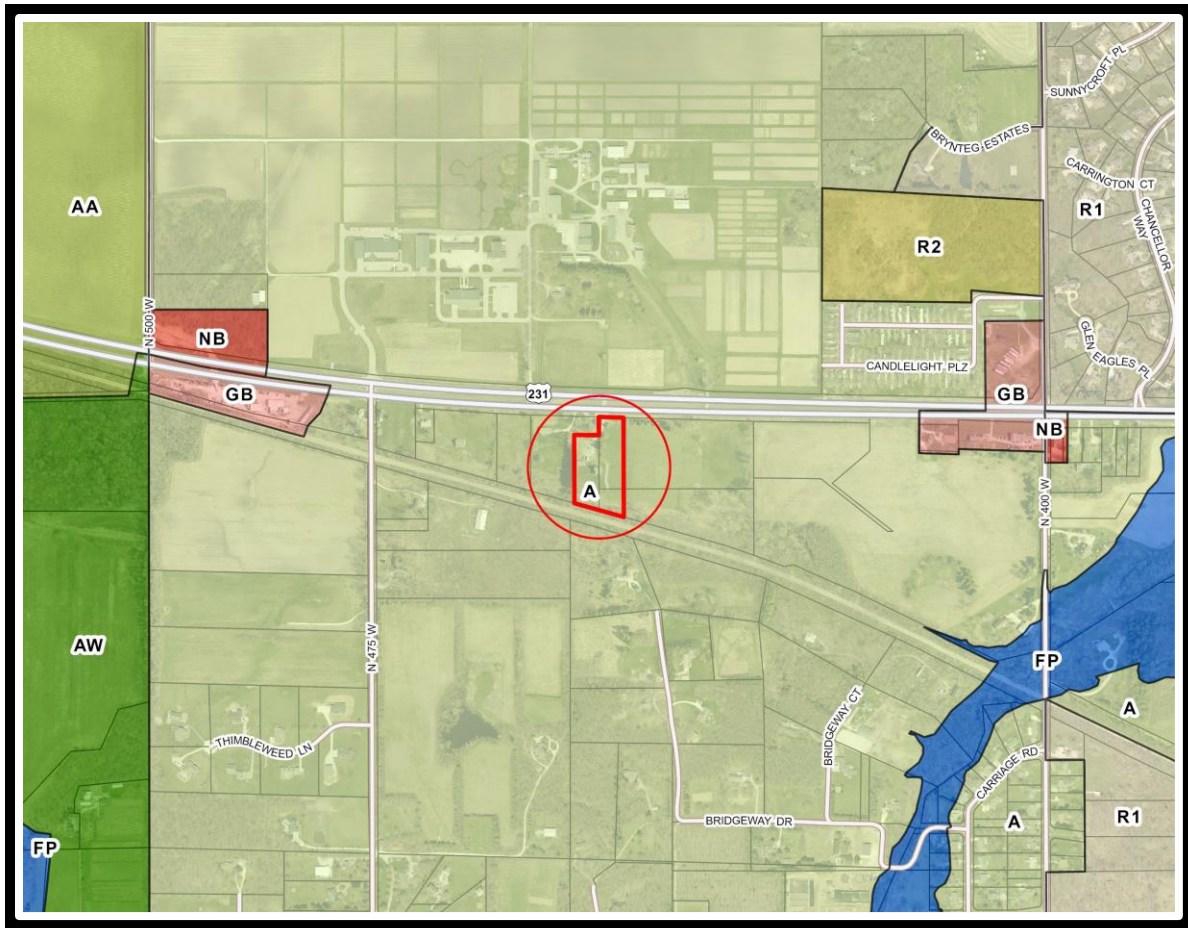 SUNNYCROFT PL
BRYNTEG ESTATES
CARRINGTON CT
AA
R1
CHANCELLOR
WAY
R2
N 500 W
NB
GLEN EAGLES PL
CANDLELIGHT PLZ
GB
231
GB
NB
A
N 400 W
AW
N 475 W
FP
BRIDGEWAY CT
A
THIMBLEWEED LN
CARRIAGE RD
BRIDGEWAY DR
A
R1
FP